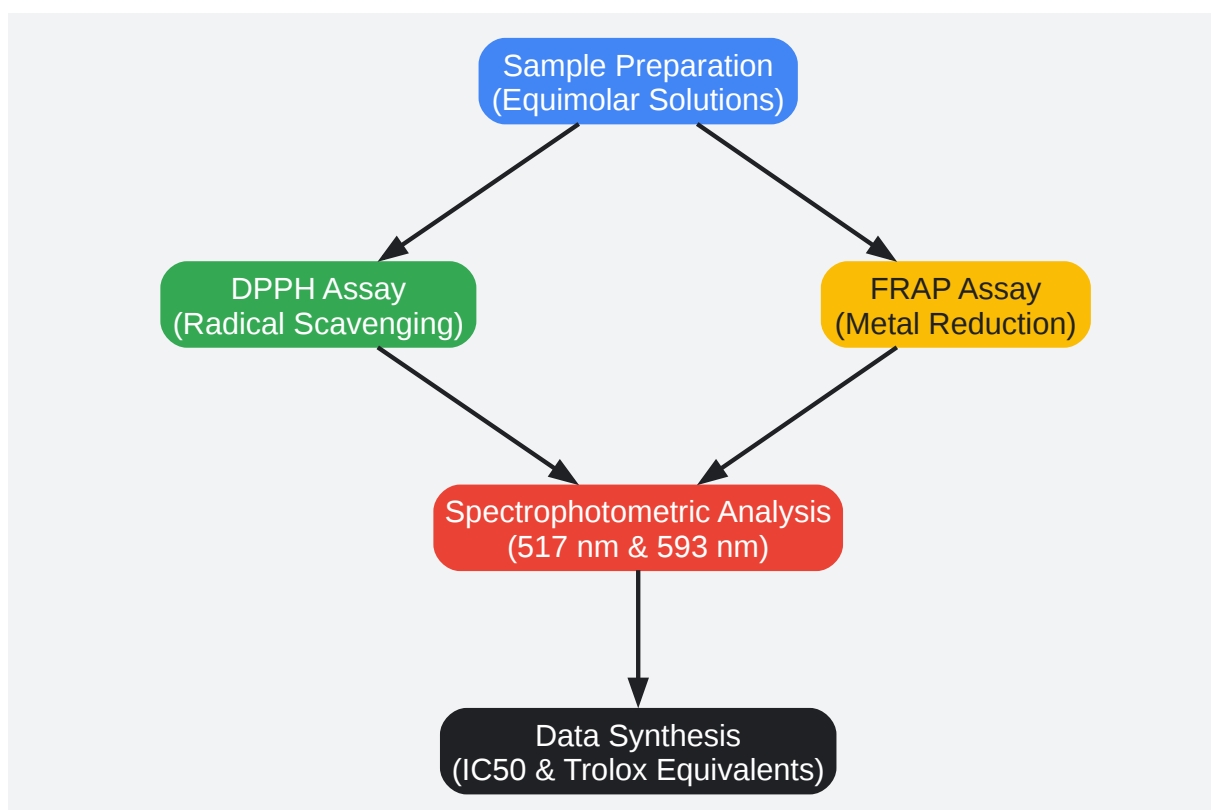 Sample Preparation
(Equimolar Solutions)
DPPH Assay
(Radical Scavenging)
FRAP Assay
(Metal Reduction)
Spectrophotometric Analysis
(517 nm & 593 nm)
Data Synthesis
(IC50 & Trolox Equivalents)